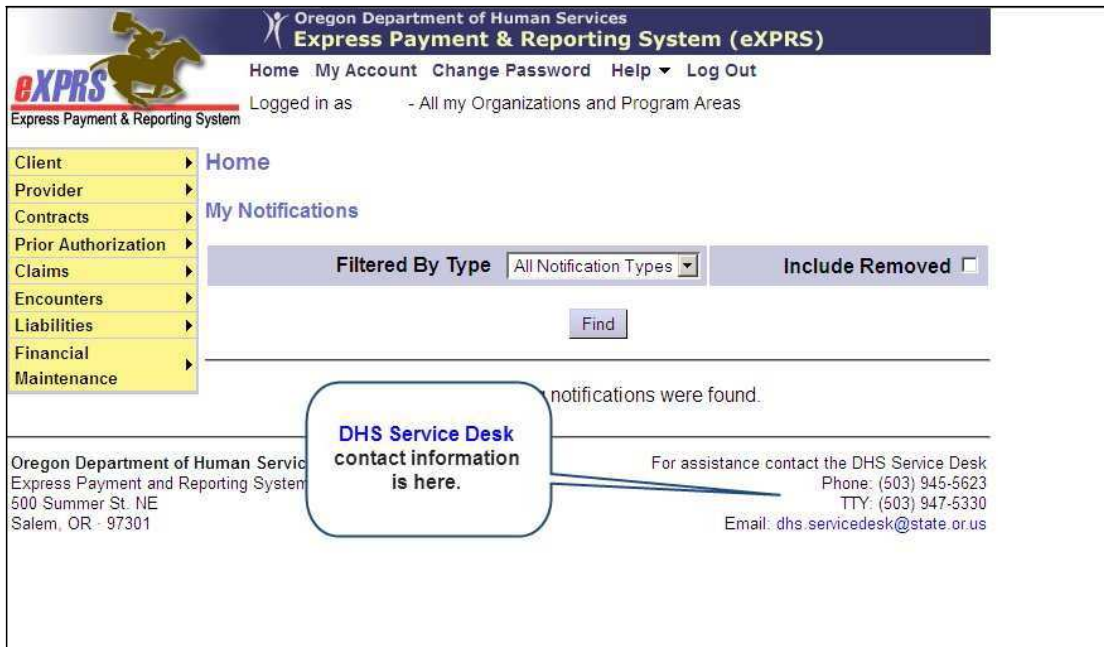 Oregon Department of Human Services
Express Payment & Reporting System (eXPRS)
eXPRS
Express Payment & Reporting System
Home My Account Change Password Help Log Out
Logged in as - All my Organizations and Program Areas
Client
Provider
Contracts
Prior Authorization
Claims
Encounters
Liabilities
Financial
Maintenance
Home
My Notifications
Filtered By Type All Notification Types Include Removed
Find
notifications were found.
DHS Service Desk
contact information
is here.
Oregon Department of Human Servic
Express Payment and Reporting System
500 Summer St. NE
Salem, OR - 97301
For assistance contact the DHS Service Desk
Phone: (503) 945-5623
TTY: (503) 947-5330
Email: dhs.servicedesk@state.or.us